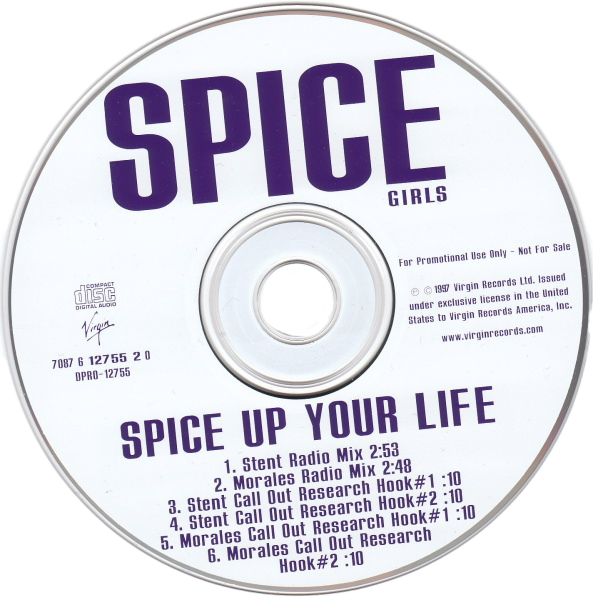 SPICE
GIRLS
For Promotional Use Only - Not For Sale
℗ © 1997 Virgin Records Ltd. Issued
under exclusive license in the United
States to Virgin Records America, Inc.
www.virginrecords.com
COMPACT
disc
DIGITAL AUDIO
Virgin
7087 6 12755 2 0
DPRO-12755
SPICE UP YOUR LIFE
1. Stent Radio Mix 2:53
2. Morales Radio Mix 2:48
3. Stent Call Out Research Hook#1 :10
4. Stent Call Out Research Hook#2 :10
5. Morales Call Out Research Hook#1 :10
6. Morales Call Out Research
Hook#2 :10